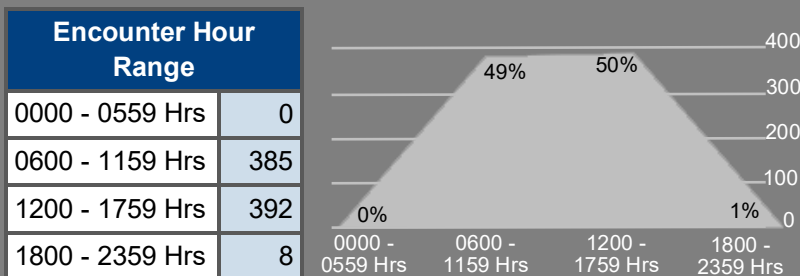 Encounter Hour
Range
0000 - 0559 Hrs 0
0600 - 1159 Hrs 385
1200 - 1759 Hrs 392
1800 - 2359 Hrs 8
400
300
200
100
0
49%
50%
0%
1%
0000 -
0559 Hrs
0600 -
1159 Hrs
1200 -
1759 Hrs
1800 -
2359 Hrs